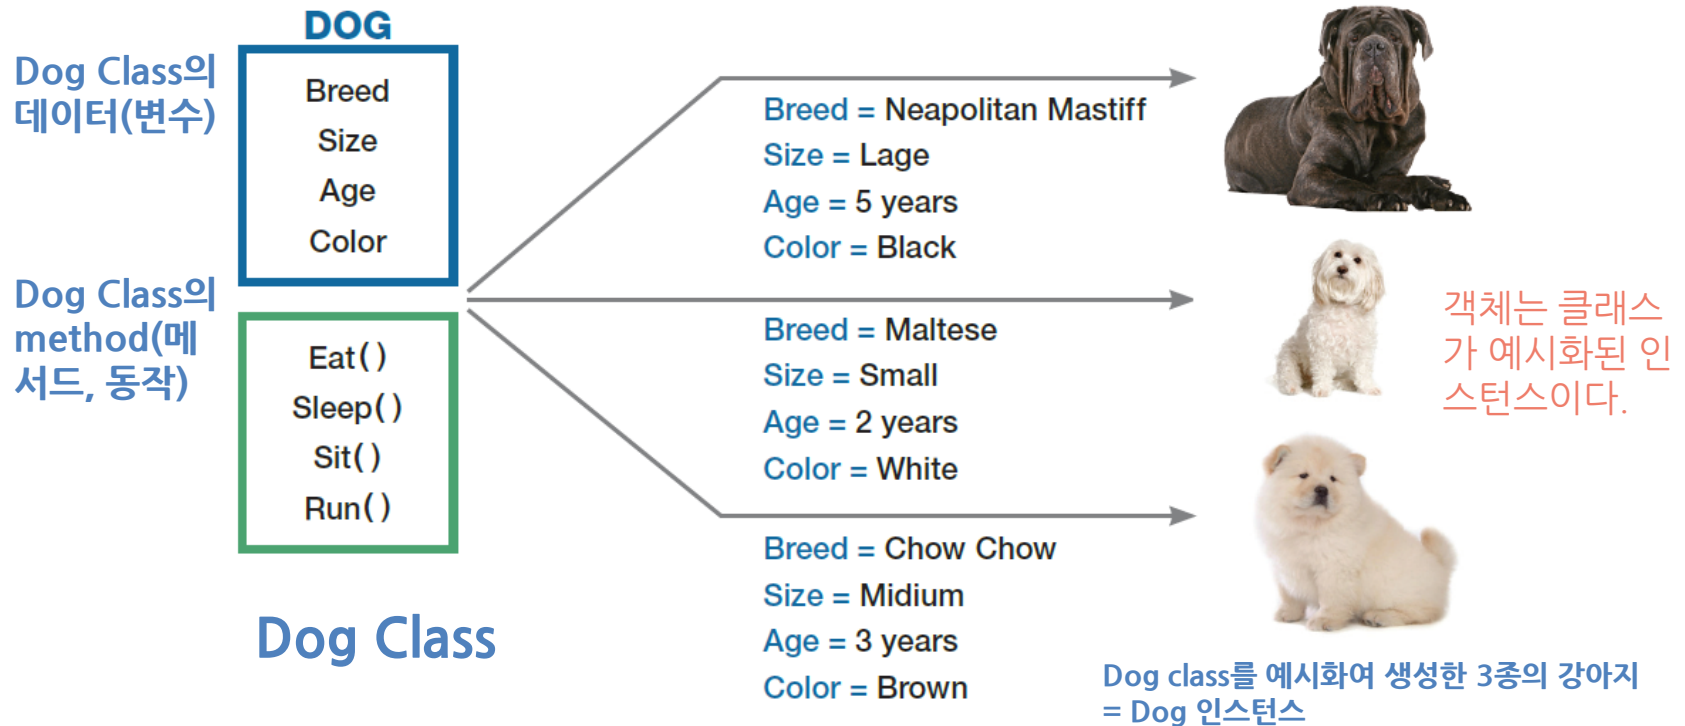 DOG
Dog Class의
데이터(변수)
Breed
Size
Age
Color
Dog Class의
method(메
서드, 동작)
Eat( )
Sleep( )
Sit( )
Run( )
Dog Class
Breed = Neapolitan Mastiff
Size = Lage
Age = 5 years
Color = Black
Breed = Maltese
Size = Small
Age = 2 years
Color = White
Breed = Chow Chow
Size = Midium
Age = 3 years
Color = Brown
객체는 클래스
가 예시화된 인
스턴스이다.
Dog class를 예시화여 생성한 3종의 강아지
= Dog 인스턴스